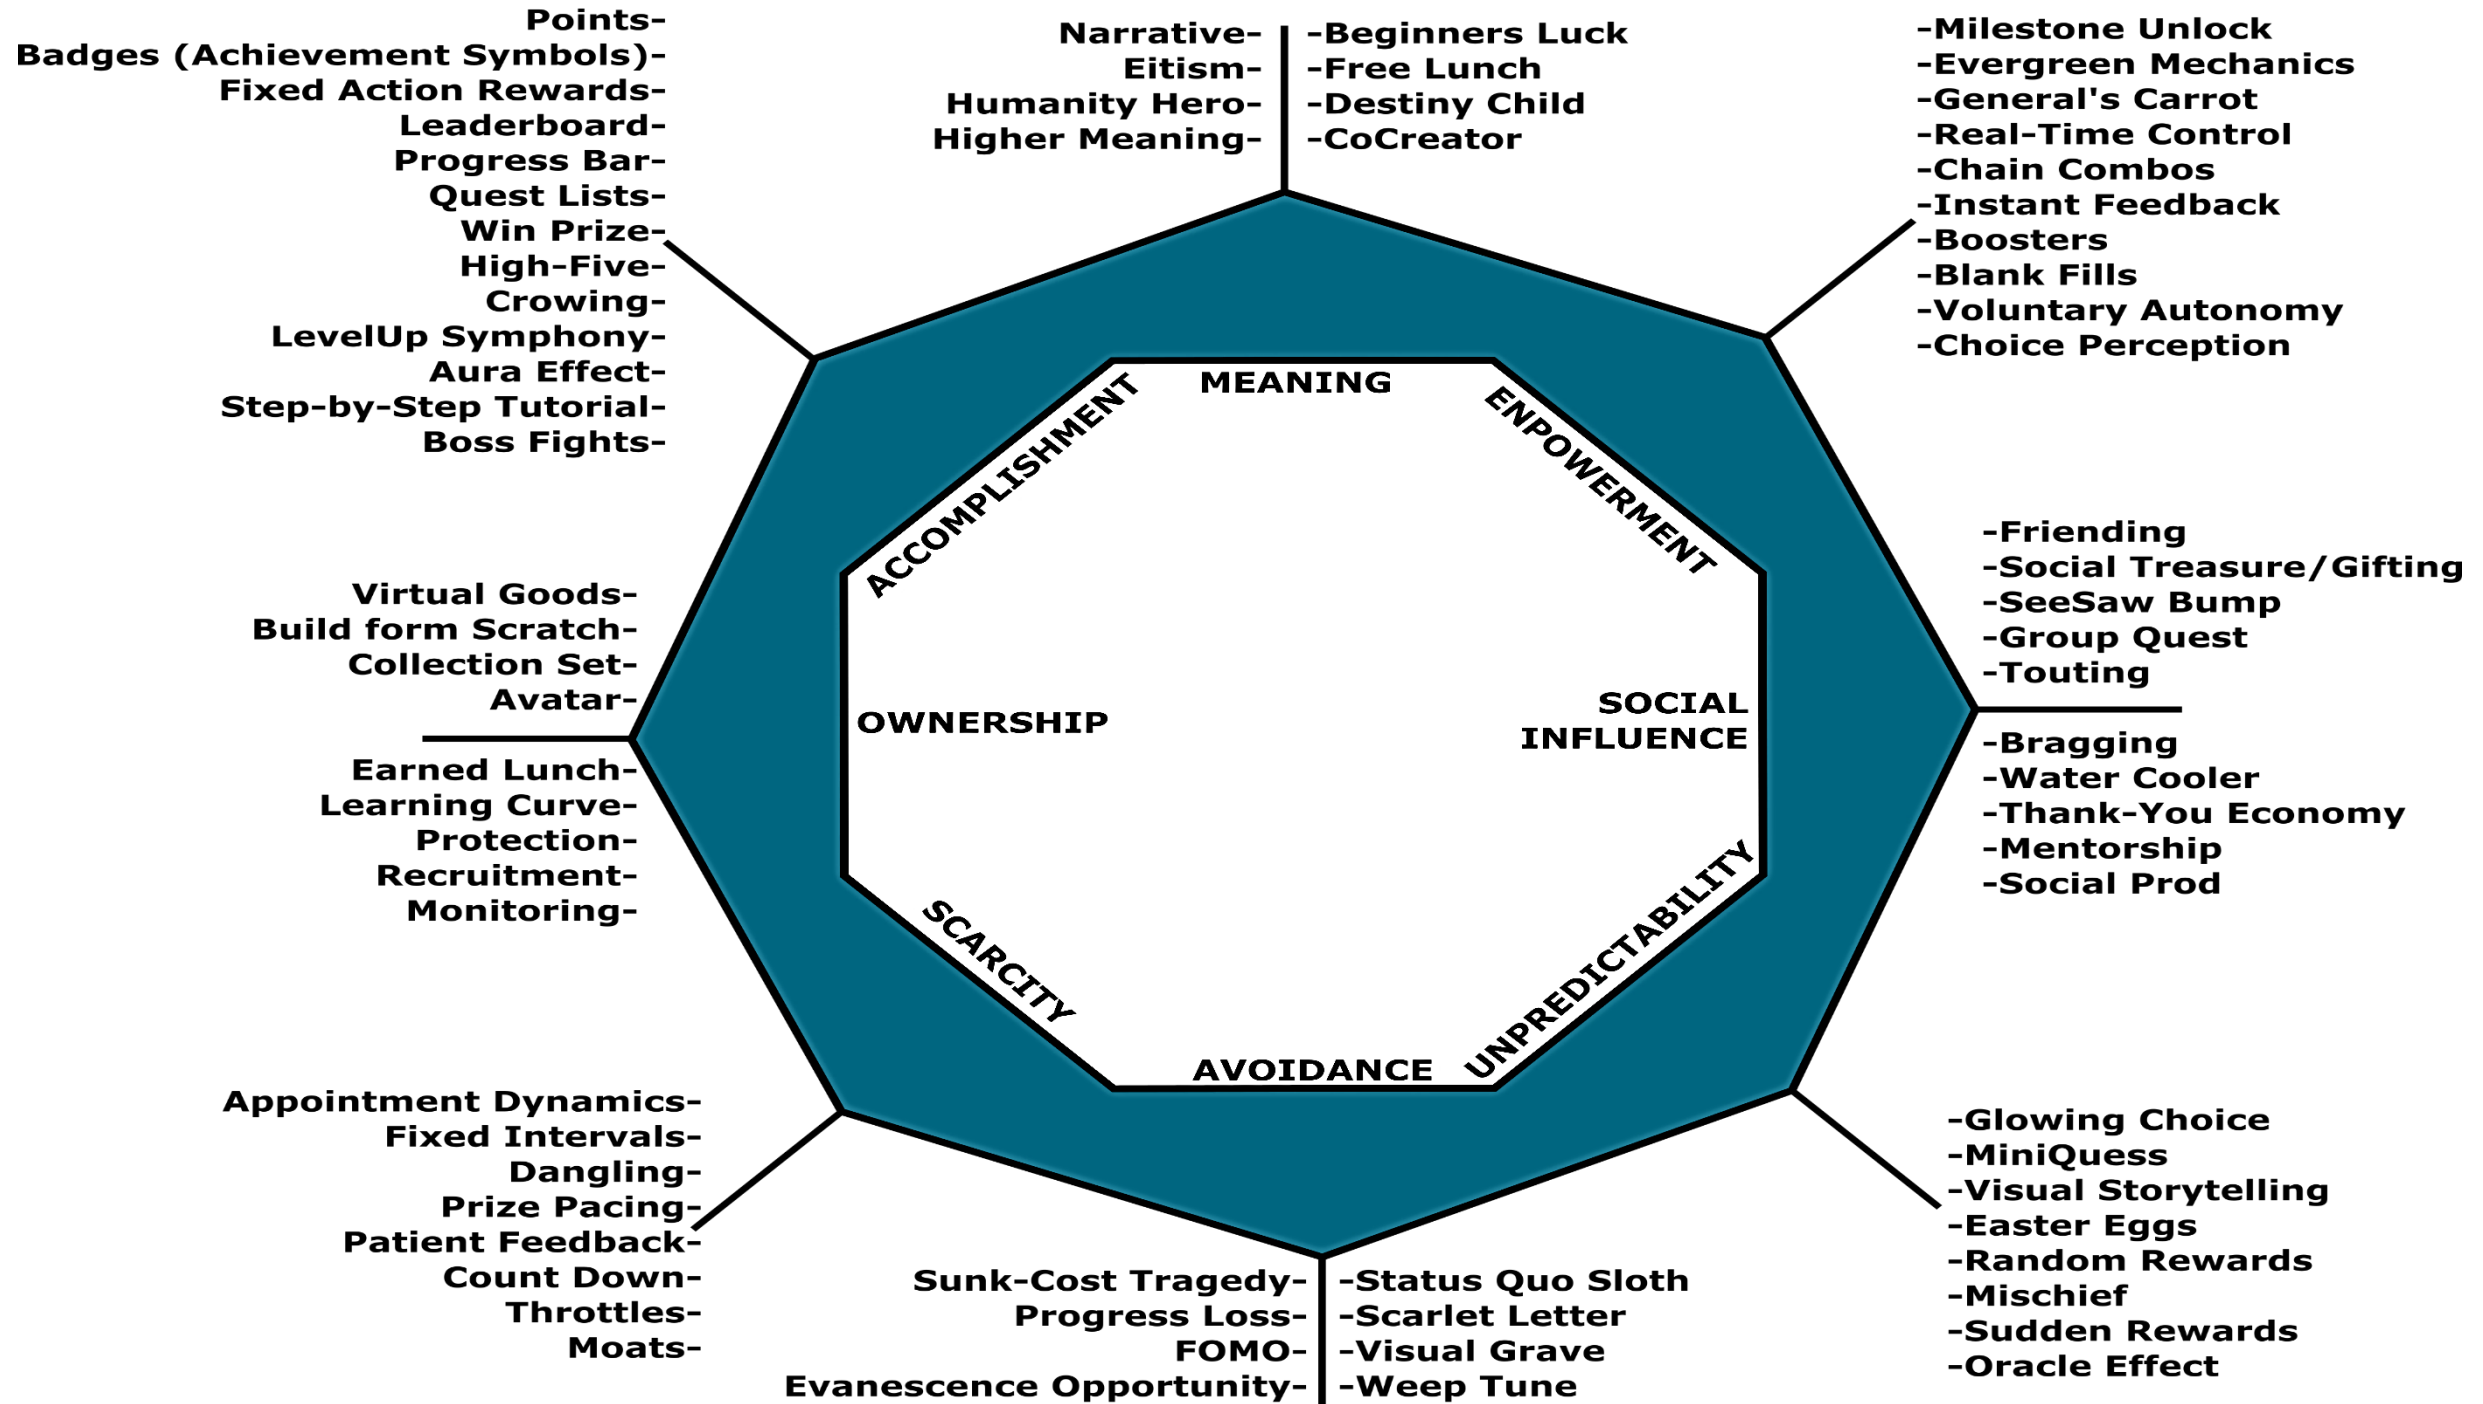 Points-
Badges (Achievement Symbols)-
Fixed Action Rewards-
Leaderboard-
Progress Bar-
Quest Lists-
Win Prize-
High-Five-
Crowing-
LevelUp Symphony-
Aura Effect-
Step-by-Step Tutorial-
Boss Fights-
Narrative-
Eitism-
Humanity Hero-
Higher Meaning-
-Beginners Luck
-Free Lunch
-Destiny Child
-CoCreator
-Milestone Unlock
-Evergreen Mechanics
-General's Carrot
-Real-Time Control
-Chain Combos
-Instant Feedback
-Boosters
-Blank Fills
-Voluntary Autonomy
-Choice Perception
MEANING
ACCOMPLISHMENT
ENPOWERMENT
OWNERSHIP
SOCIAL
INFLUENCE
SCARCITY
UNPREDICTABILITY
AVOIDANCE
Virtual Goods-
Build form Scratch-
Collection Set-
Avatar-
Earned Lunch-
Learning Curve-
Protection-
Recruitment-
Monitoring-
-Friending
-Social Treasure/Gifting
-SeeSaw Bump
-Group Quest
-Touting
-Bragging
-Water Cooler
-Thank-You Economy
-Mentorship
-Social Prod
Appointment Dynamics-
Fixed Intervals-
Dangling-
Prize Pacing-
Patient Feedback-
Count Down-
Throttles-
Moats-
Sunk-Cost Tragedy-
Progress Loss-
FOMO-
Evanescence Opportunity-
-Status Quo Sloth
-Scarlet Letter
-Visual Grave
-Weep Tune
-Glowing Choice
-MiniQuess
-Visual Storytelling
-Easter Eggs
-Random Rewards
-Mischief
-Sudden Rewards
-Oracle Effect